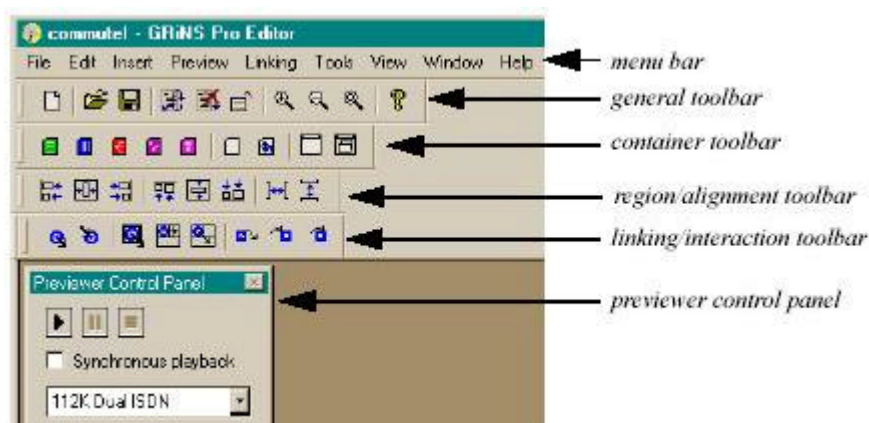 commutel - GRiNS Pro Editor
File Edit Insert Preview Linking Tools View Window Help
menu bar
general toolbar
container toolbar
region/alignment toolbar
linking/interaction toolbar
Previewer Control Panel
previewer control panel
Synchronous playback
112K Dual ISDN